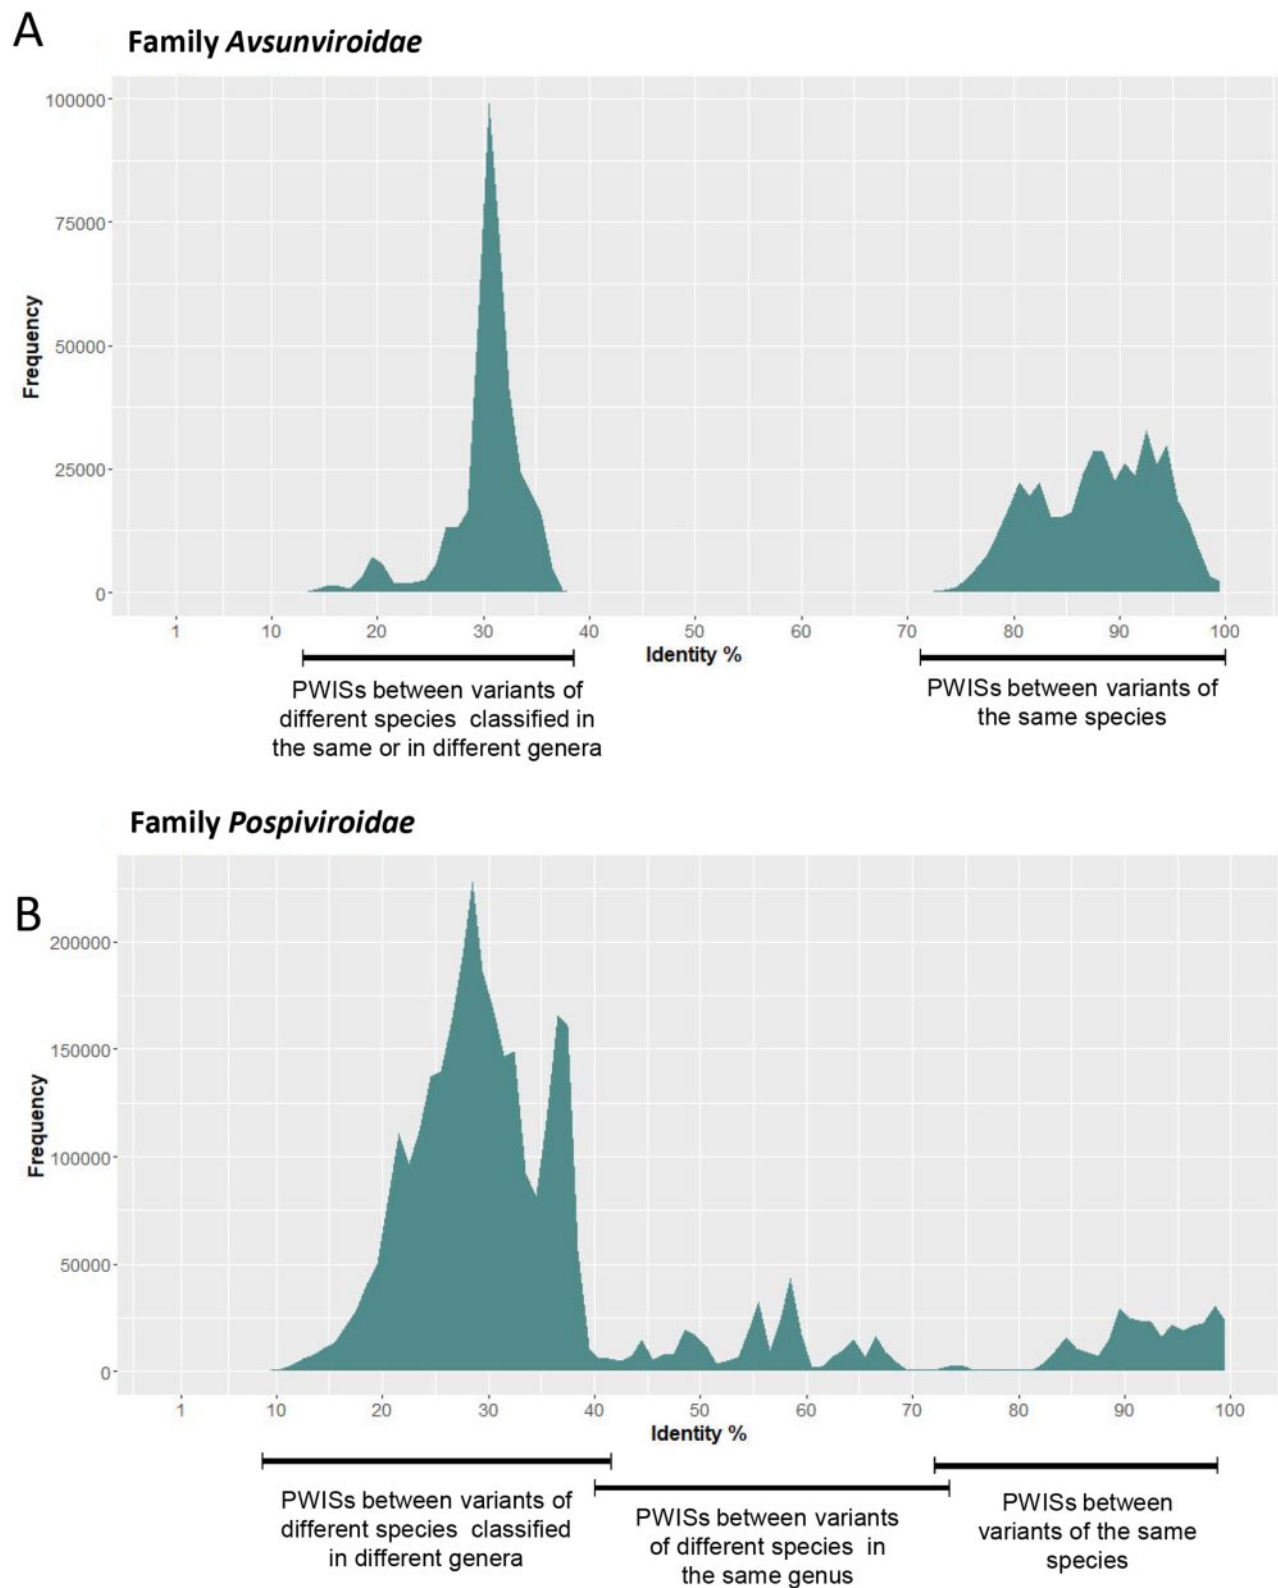 A
Family Avsunviroidae
100000
75000
50000
25000
0
Frequency
1 10 20 30 40 50 60 70 80 90 100
Identity %
PWISs between variants of
different species classified in
the same or in different genera
PWISs between variants of
the same species
Family Pospiviroidae
B
200000
150000
100000
50000
0
Frequency
1 10 20 30 40 50 60 70 80 90 100
Identity %
PWISs between variants of
different species classified
in different genera
PWISs between variants
of different species in
the same genus
PWISs between
variants of the same
species